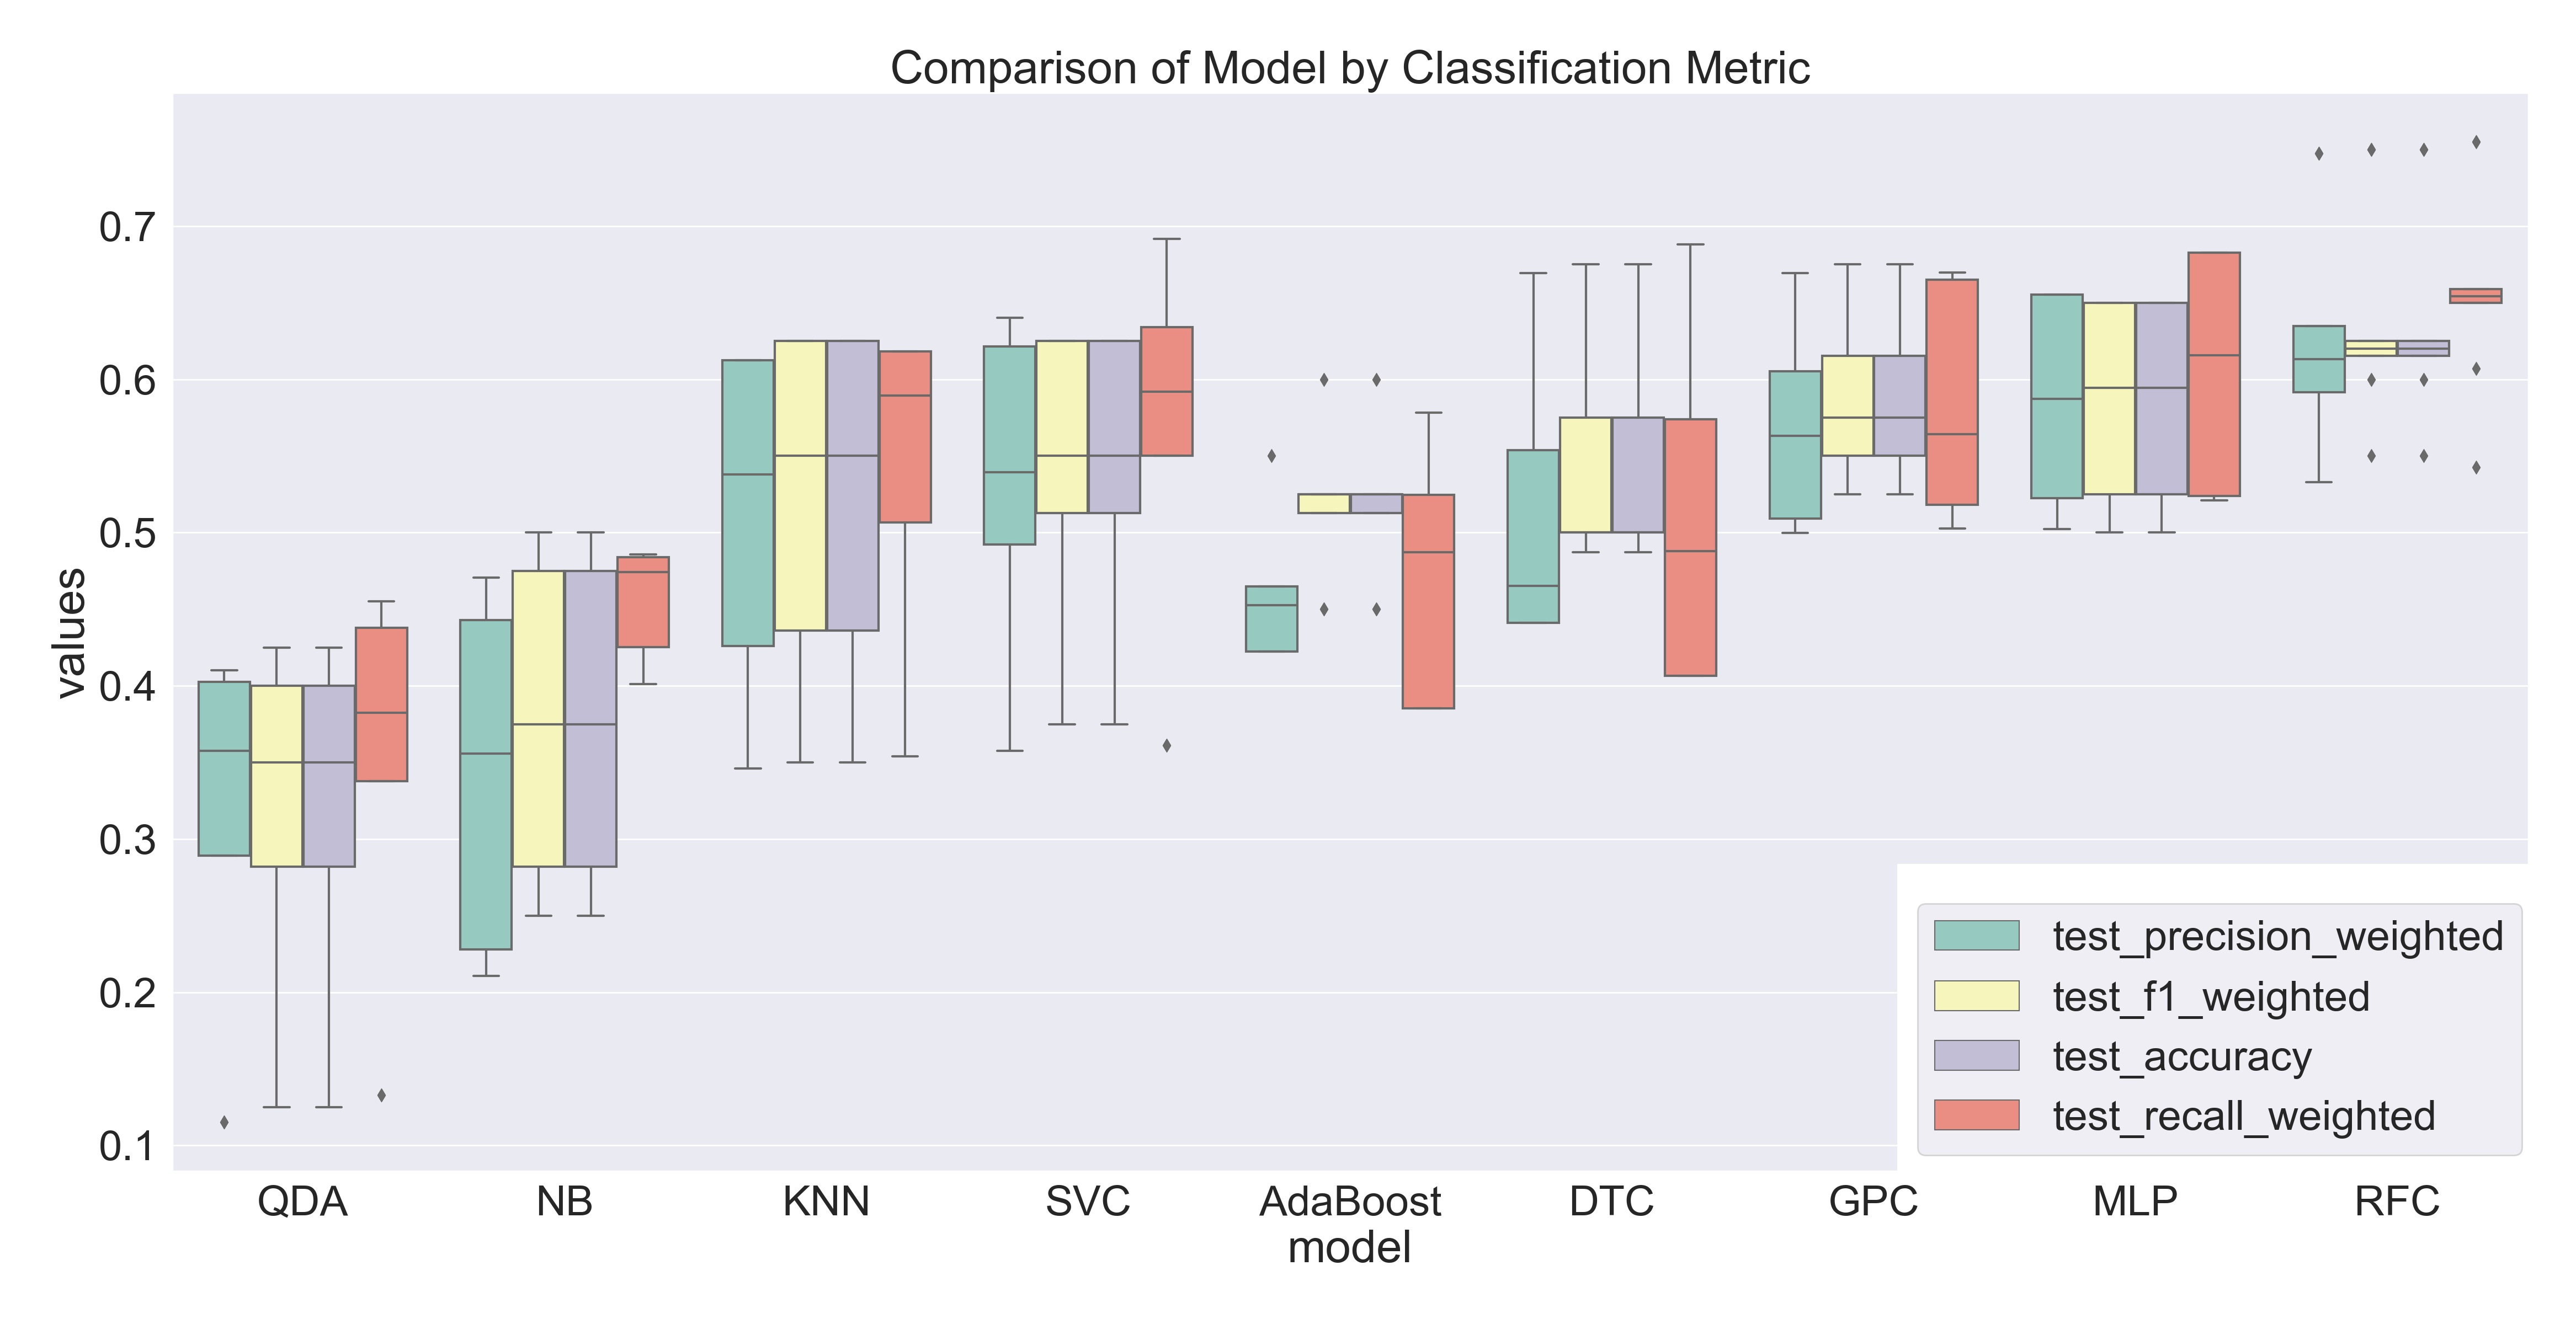 Comparison of Model by Classification Metric
values
0.7
0.6
0.5
0.4
0.3
0.2
0.1
test_precision_weighted
test_f1_weighted
test_accuracy
test_recall_weighted
QDA NB KNN SVC AdaBoost DTC GPC MLP RFC
model